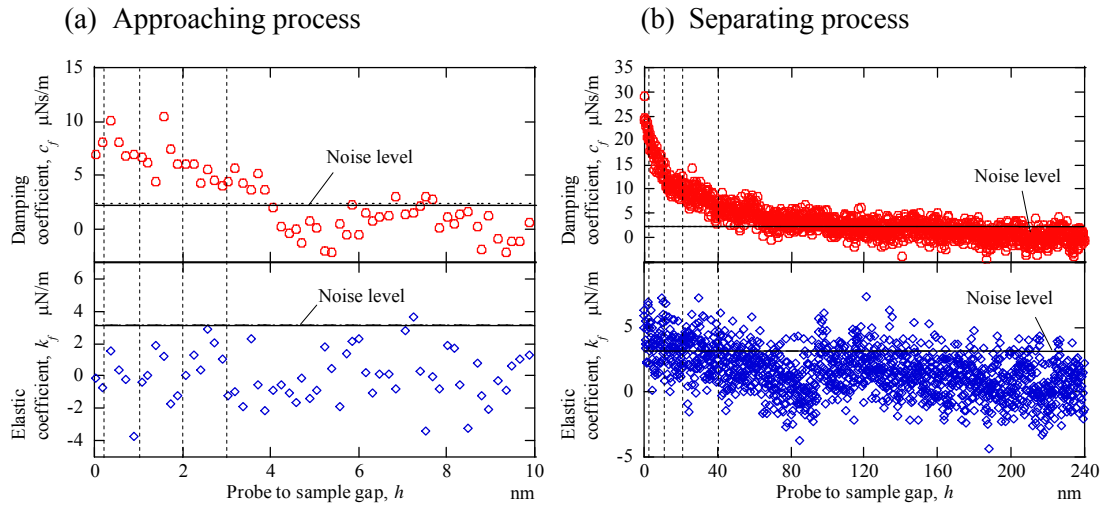 (a) Approaching process
15
10
5
0
Damping
coefficient, c_f μNs/m
Noise level
6
4
2
0
-2
-4
Elastic
coefficient, k_f μN/m
Noise level
0 2 4 6 8 10
Probe to sample gap, h nm
(b) Separating process
35
30
25
20
15
10
5
0
Damping
coefficient, c_f μNs/m
Noise level
5
0
-5
Elastic
coefficient, k_f μN/m
Noise level
0 40 80 120 160 200 240
Probe to sample gap, h nm